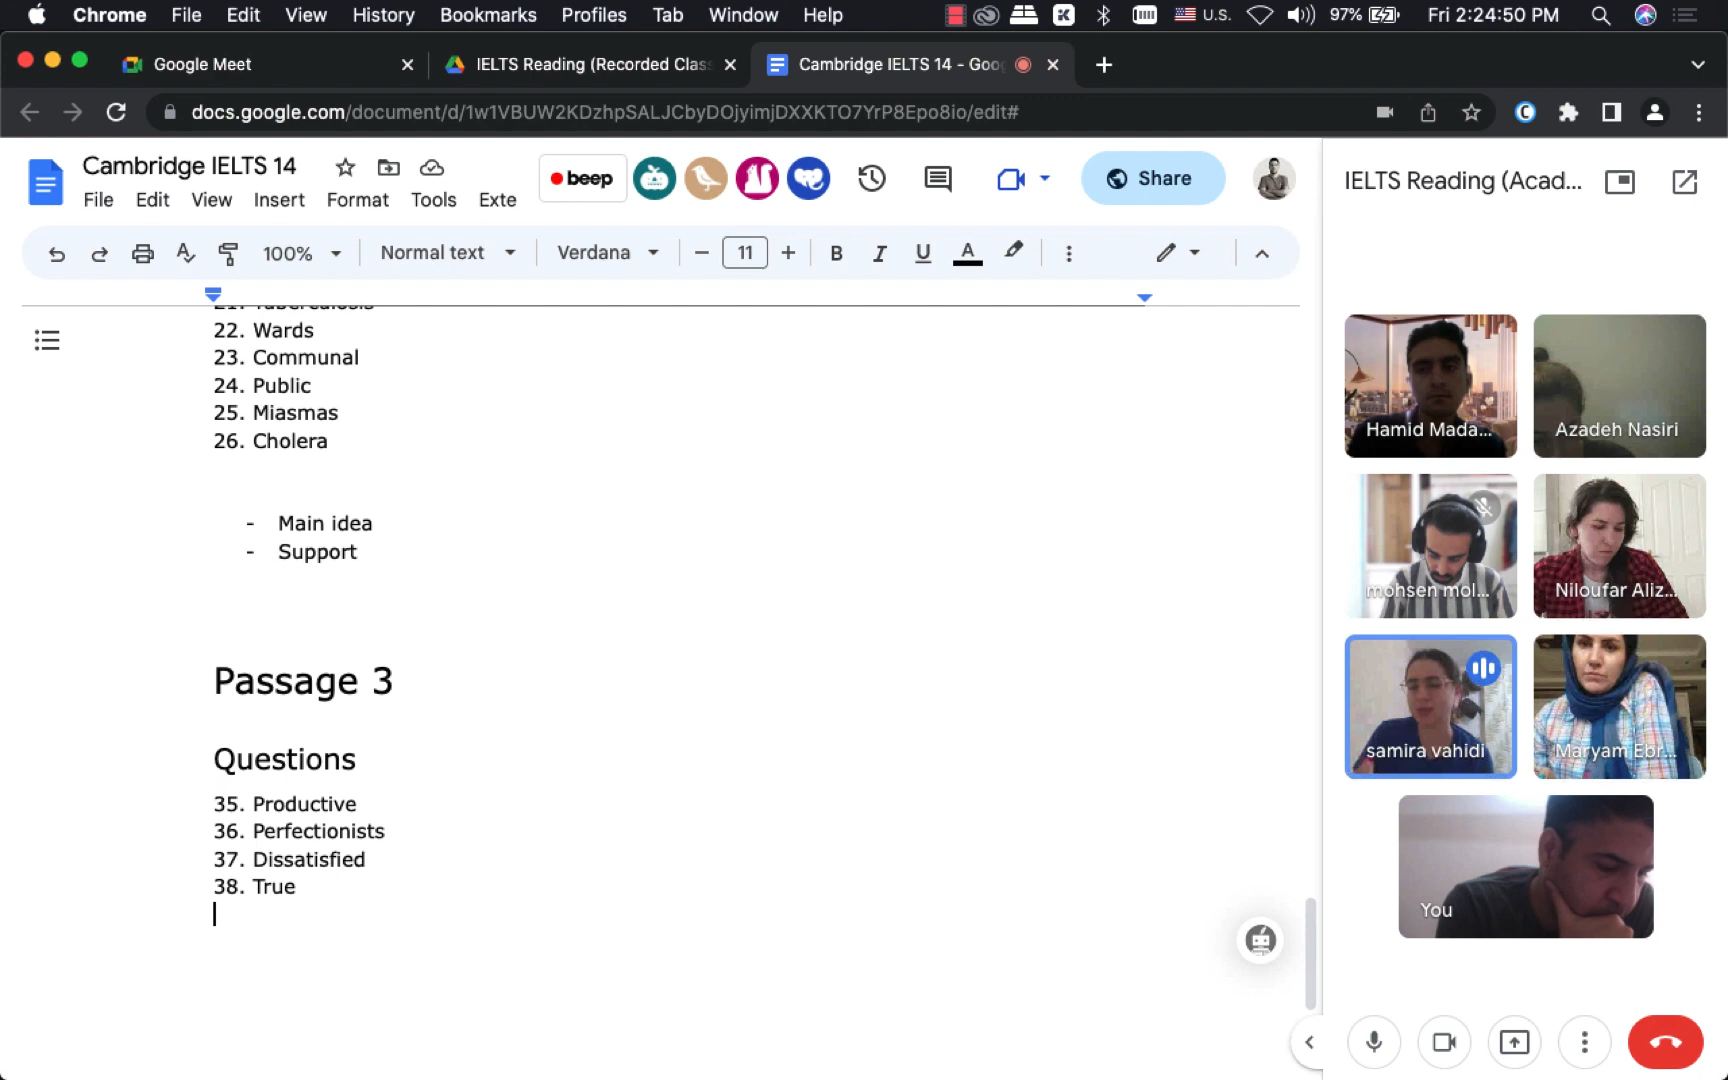 Chrome File Edit View History Bookmarks Profiles Tab Window Help U.S. 97% Fri 2:24:50 PM
Google Meet IELTS Reading (Recorded Clas Cambridge IELTS 14 - Goo
docs.google.com/document/d/1w1VBUW2KDzhpSALJCbyDOjyimjDXXKTO7YrP8Epo8io/edit#
Cambridge IELTS 14
File Edit View Insert Format Tools Exte
beep
Share
IELTS Reading (Acad...
100% Normal text Verdana 11 B I U A
21. Tuberculosis
22. Wards
23. Communal
24. Public
25. Miasmas
26. Cholera
- Main idea
- Support
Passage 3
Questions
35. Productive
36. Perfectionists
37. Dissatisfied
38. True
Hamid Mada...
Azadeh Nasiri
mohsen mol...
Niloufar Aliz...
samira vahidi
Maryam Ebr...
You